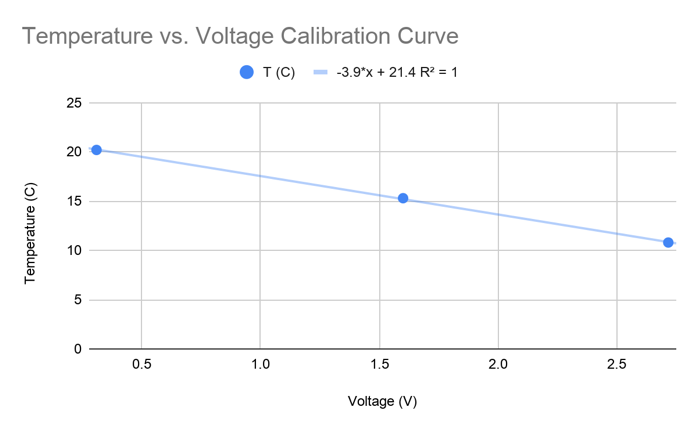 Temperature vs. Voltage Calibration Curve
T (C) -3.9*x + 21.4 R² = 1
25
20
15
10
5
0
Temperature (C)
0.5 1.0 1.5 2.0 2.5
Voltage (V)